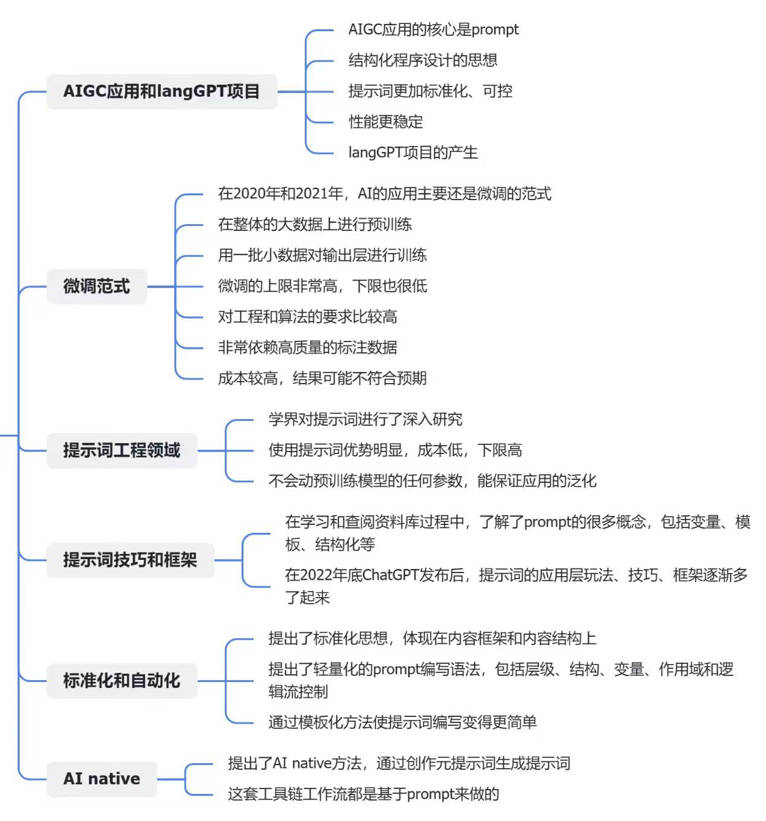 AIGC应用和langGPT项目
AIGC应用的核心是prompt
结构化程序设计的思想
提示词更加标准化、可控
性能更稳定
langGPT项目的产生
微调范式
在2020年和2021年，AI的应用主要还是微调的范式
在整体的大数据上进行预训练
用一批小数据对输出层进行训练
微调的上限非常高，下限也很低
对工程和算法的要求比较高
非常依赖高质量的标注数据
成本较高，结果可能不符合预期
提示词工程领域
学界对提示词进行了深入研究
使用提示词优势明显，成本低，下限高
不会动预训练模型的任何参数，能保证应用的泛化
提示词技巧和框架
在学习和查阅资料库过程中，了解了prompt的很多概念，包括变量、模
板、结构化等
在2022年底ChatGPT发布后，提示词的应用层玩法、技巧、框架逐渐多
了起来
标准化和自动化
提出了标准化思想，体现在内容框架和内容结构上
提出了轻量化的prompt编写语法，包括层级、结构、变量、作用域和逻
辑流控制
通过模板化方法使提示词编写变得更简单
AI native
提出了AI native方法，通过创作元提示词生成提示词
这套工具链工作流都是基于prompt来做的